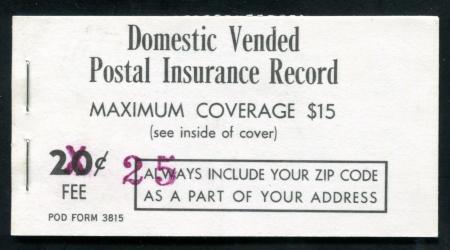 Domestic Vended
Postal Insurance Record
MAXIMUM COVERAGE $15
(see inside of cover)
20¢ 25
FEE
ALWAYS INCLUDE YOUR ZIP CODE
AS A PART OF YOUR ADDRESS
POD FORM 3815